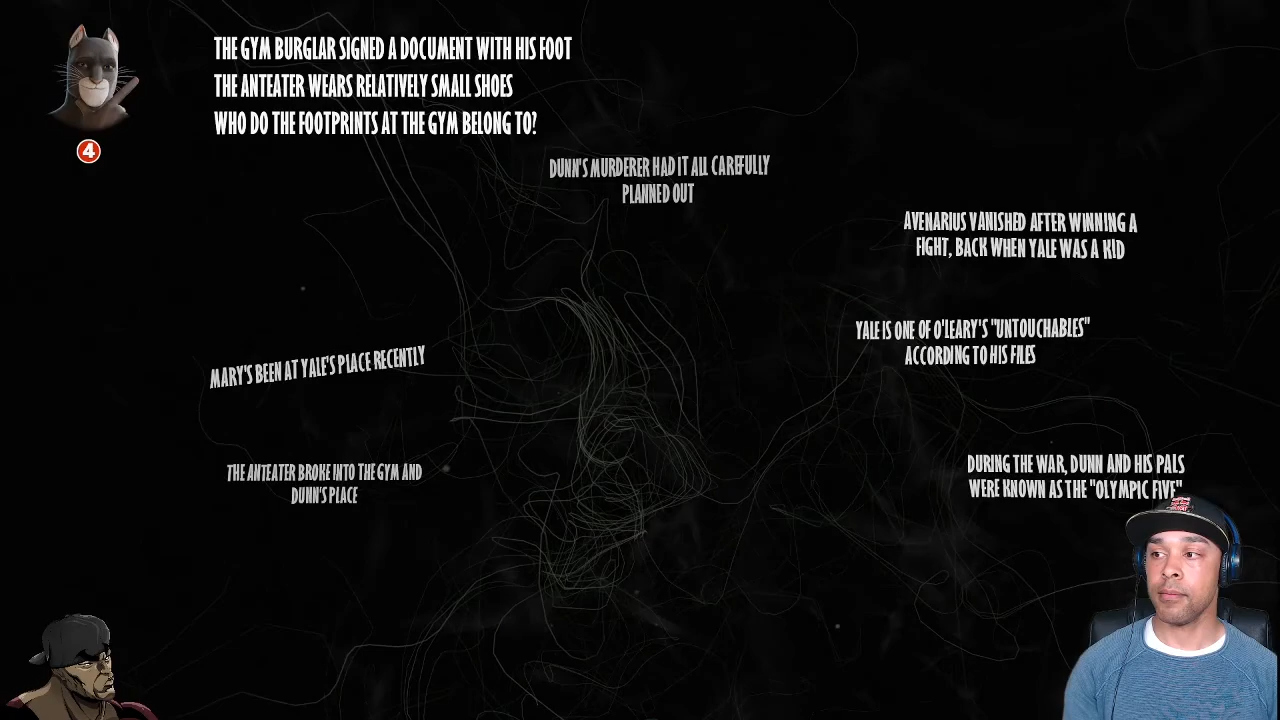 THE GYM BURGLAR SIGNED A DOCUMENT WITH HIS FOOT
THE ANTEATER WEARS RELATIVELY SMALL SHOES
WHO DO THE FOOTPRINTS AT THE GYM BELONG TO?
4
DUNN'S MURDERER HAD IT ALL CAREFULLY
PLANNED OUT
AVENARIUS VANISHED AFTER WINNING A
FIGHT, BACK WHEN YALE WAS A KID
YALE IS ONE OF O'LEARY'S "UNTOUCHABLES"
ACCORDING TO HIS FILES
MARY'S BEEN AT YALE'S PLACE RECENTLY
THE ANTEATER BROKE INTO THE GYM AND
DUNN'S PLACE
DURING THE WAR, DUNN AND HIS PALS
WERE KNOWN AS THE "OLYMPIC FIVE"